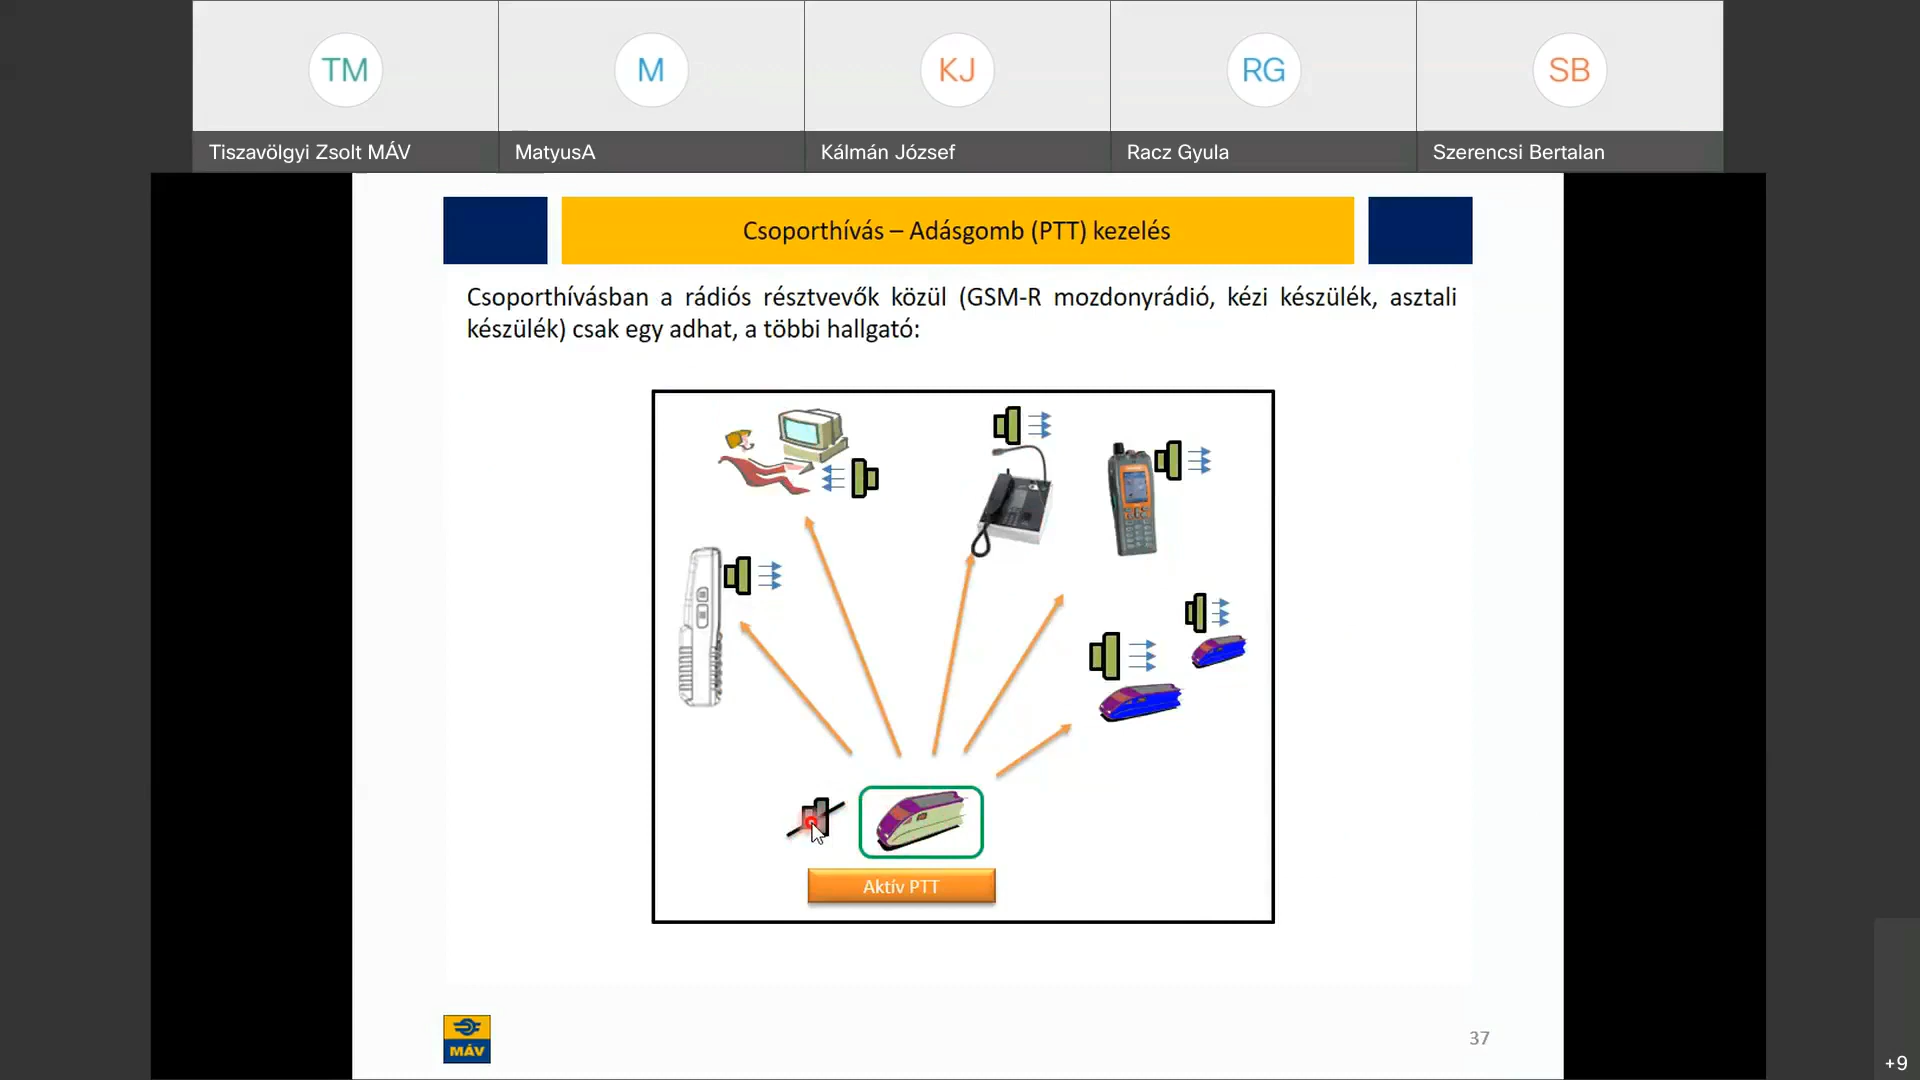 TM
M
KJ
RG
SB
Tiszavölgyi Zsolt MÁV
MatyusA
Kálmán József
Racz Gyula
Szerencsi Bertalan
Csoporthívás – Adásgomb (PTT) kezelés
Csoporthívásban a rádiós résztvevők közül (GSM-R mozdonyrádió, kézi készülék, asztali
készülék) csak egy adhat, a többi hallgató:
Aktív PTT
MÁV
37
+9